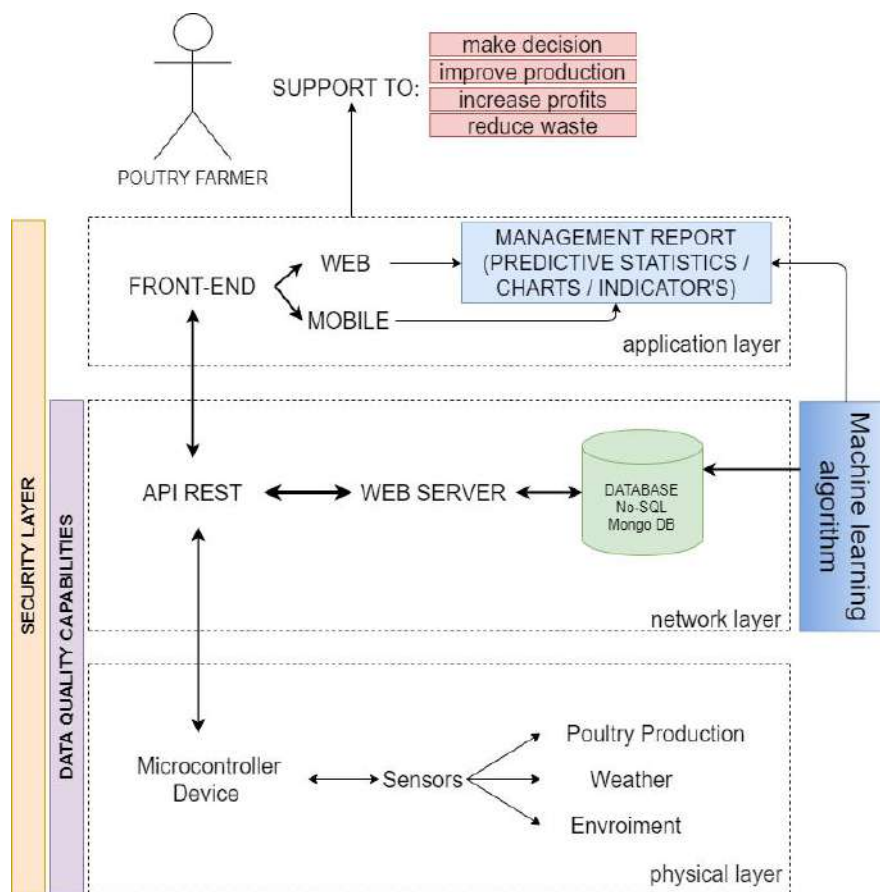 make decision
improve production
SUPPORT TO:
increase profits
reduce waste
POUTRY FARMER
MANAGEMENT REPORT
(PREDICTIVE STATISTICS /
CHARTS / INDICATOR'S)
WEB
FRONT-END
MOBILE
application layer
SECURITY LAYER
DATA QUALITY CAPABILITIES
API REST
WEB SERVER
DATABASE
No-SQL
Mongo DB
Machine learning
algorithm
network layer
Poultry Production
Microcontroller
Device
Sensors
Weather
Envroiment
physical layer